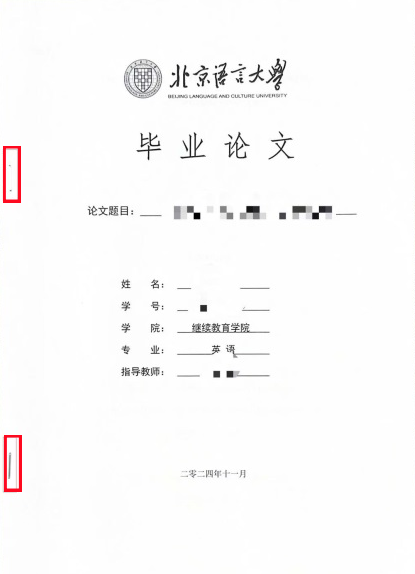 北京语言大学
BEIJING LANGUAGE AND CULTURE UNIVERSITY
毕业论文
论文题目：
姓 名：
学 号：
学 院： 继续教育学院
专 业： 英 语
指导教师：
二零二四年十一月